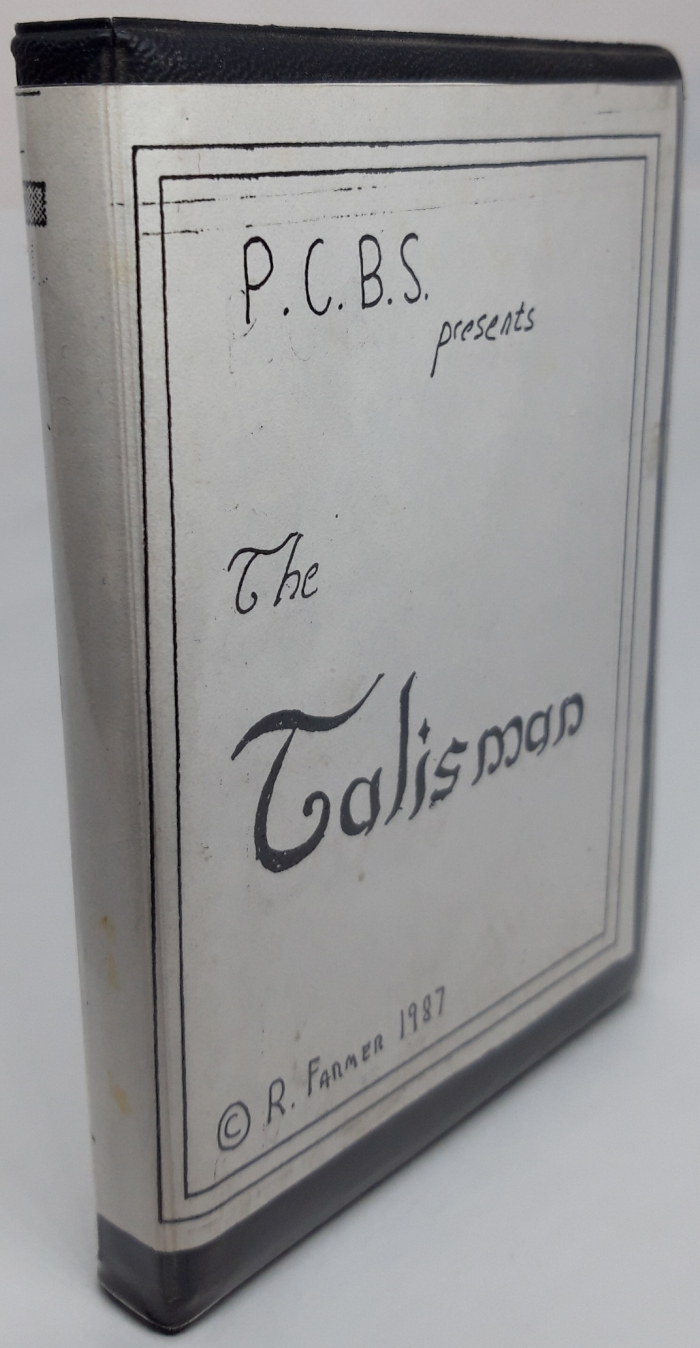 P.C.B.S.
presents
The
Talisman
© R. FARMER 1987